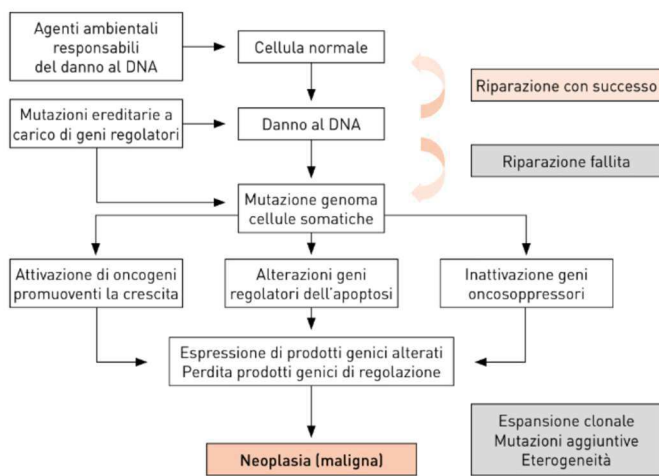 Agenti ambientali
responsabili
del danno al DNA
Cellula normale
Riparazione con successo
Mutazioni ereditarie a
carico di geni regolatori
Danno al DNA
Riparazione fallita
Mutazione genoma
cellule somatiche
Attivazione di oncogeni
promuoventi la crescita
Alterazioni geni
regolatori dell'apoptosi
Inattivazione geni
oncosoppressori
Espressione di prodotti genici alterati
Perdita prodotti genici di regolazione
Espansione clonale
Mutazioni aggiuntive
Eterogeneità
Neoplasia (maligna)